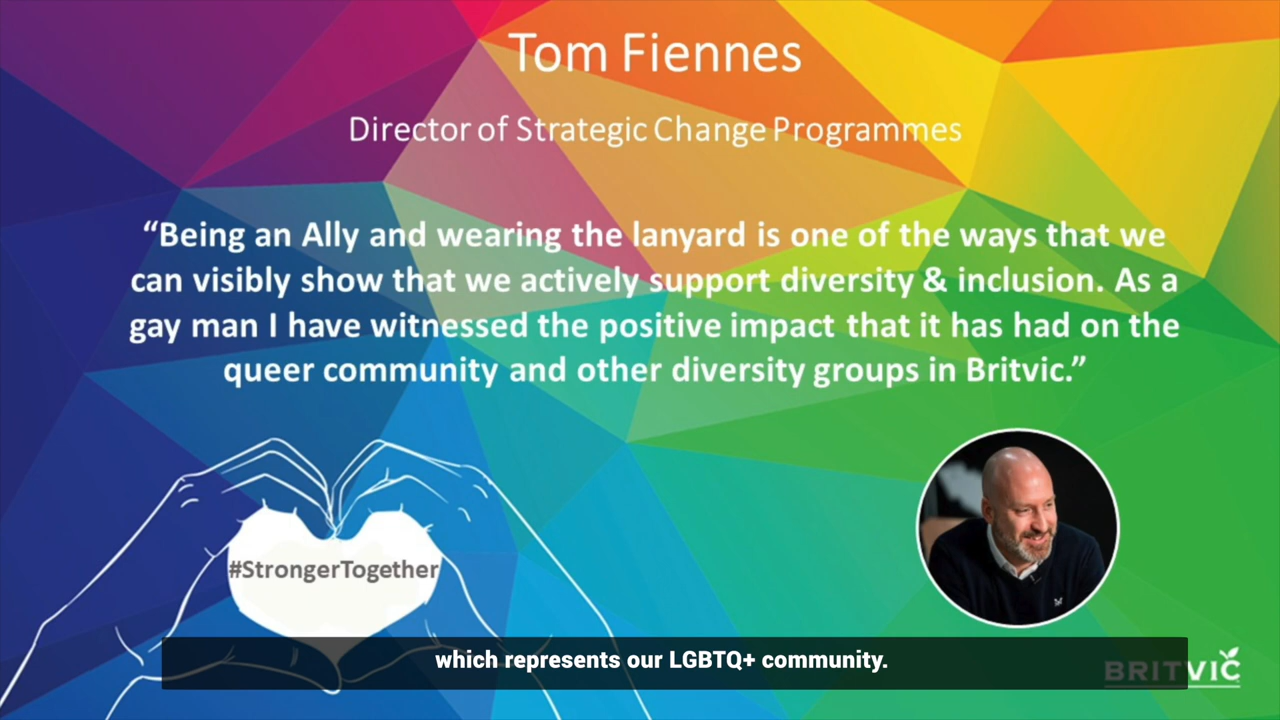 Tom Fiennes
Director of Strategic Change Programmes
“Being an Ally and wearing the lanyard is one of the ways that we
can visibly show that we actively support diversity & inclusion. As a
gay man I have witnessed the positive impact that it has had on the
queer community and other diversity groups in Britvic.”
#StrongerTogether
which represents our LGBTQ+ community.
BRITVIC